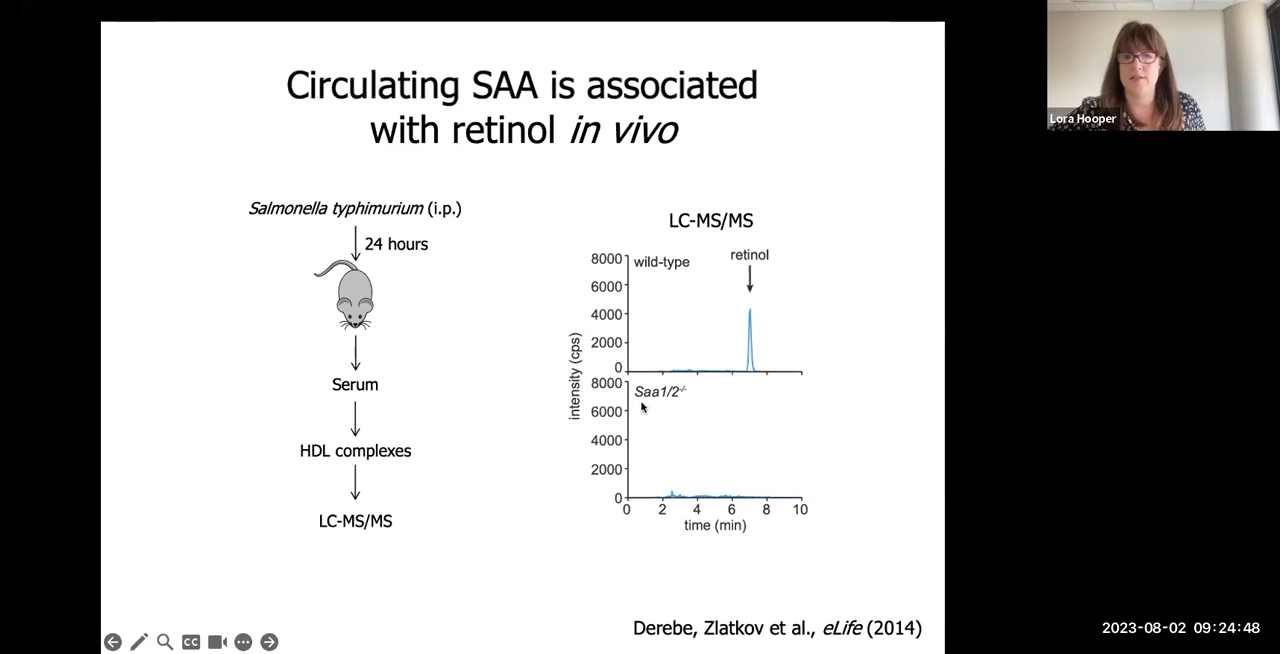 Circulating SAA is associated
with retinol in vivo
Salmonella typhimurium (i.p.)
24 hours
Serum
HDL complexes
LC-MS/MS
LC-MS/MS
wild-type
retinol
8000
6000
4000
2000
0
intensity (cps)
Saa1/2-/-
8000
6000
4000
2000
0
0 2 4 6 8 10
time (min)
Derebe, Zlatkov et al., eLife (2014)
CC
Lora Hooper
2023-08-02 09:24:48